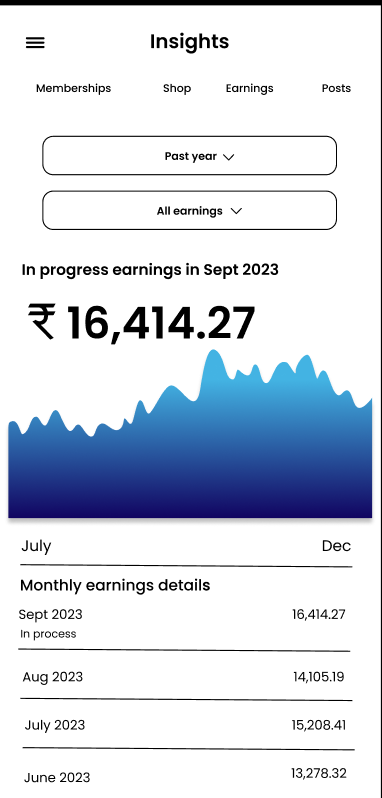 Insights
Memberships Shop Earnings Posts
Past year
All earnings
In progress earnings in Sept 2023
₹ 16,414.27
July Dec
Monthly earnings details
Sept 2023 16,414.27
In process
Aug 2023 14,105.19
July 2023 15,208.41
June 2023 13,278.32